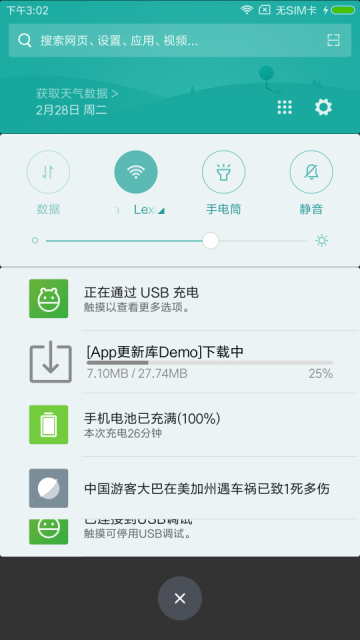 下午3:02
无SIM卡
搜索网页、设置、应用、视频...
获取天气数据 >
2月28日 周二
数据
Lex
手电筒
静音
正在通过 USB 充电
触摸以查看更多选项。
[App更新库Demo]下载中
7.10MB / 27.74MB
25%
手机电池已充满(100%)
本次充电26分钟
中国游客大巴在美加州遇车祸已致1死多伤
已连接到USB调试
触摸可停用USB调试。